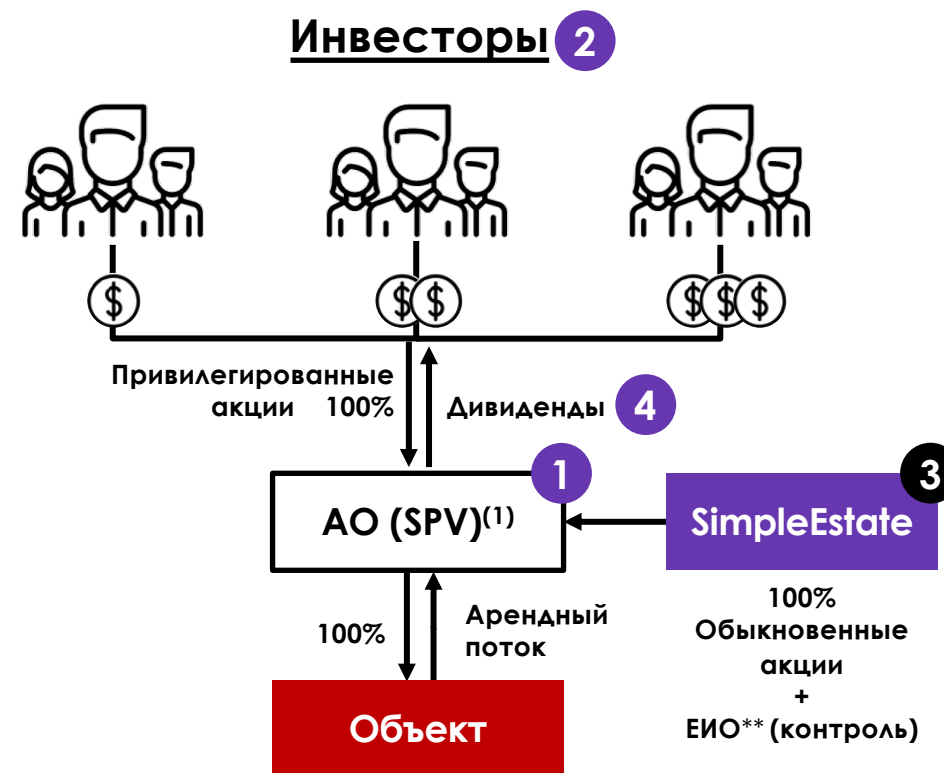 Инвесторы 2
$ $ $ $ $ $
Привилегированные
акции 100%
Дивиденды 4
1
АО (SPV)(1)
3
SimpleEstate
100%
Обыкновенные
акции
+
ЕИО** (контроль)
100%
Арендный
поток
Объект